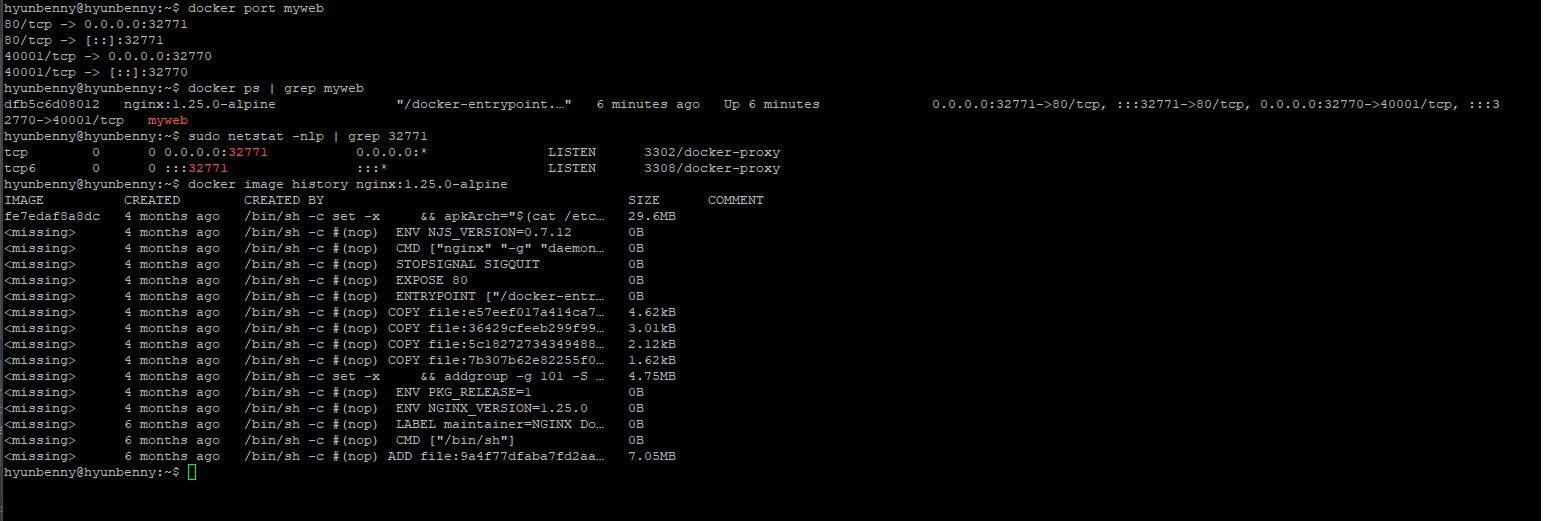 hyunbenny@hyunbenny:~$ docker port myweb
80/tcp -> 0.0.0.0:32771
80/tcp -> [::]:32771
40001/tcp -> 0.0.0.0:32770
40001/tcp -> [::]:32770
hyunbenny@hyunbenny:~$ docker ps | grep myweb
dfb5c6d08012   nginx:1.25.0-alpine               "/docker-entrypoint.…"   6 minutes ago   Up 6 minutes              0.0.0.0:32771->80/tcp, :::32771->80/tcp, 0.0.0.0:32770->40001/tcp, :::3
2770->40001/tcp   myweb
hyunbenny@hyunbenny:~$ sudo netstat -nlp | grep 32771
tcp        0      0 0.0.0.0:32771           0.0.0.0:*               LISTEN      3302/docker-proxy
tcp6       0      0 :::32771                :::*                    LISTEN      3308/docker-proxy
hyunbenny@hyunbenny:~$ docker image history nginx:1.25.0-alpine
IMAGE          CREATED        CREATED BY                                      SIZE      COMMENT
fe7edaf8a8dc   4 months ago   /bin/sh -c set -x     && apkArch="$(cat /etc…   29.6MB
<missing>      4 months ago   /bin/sh -c #(nop)  ENV NJS_VERSION=0.7.12       0B
<missing>      4 months ago   /bin/sh -c #(nop)  CMD ["nginx" "-g" "daemon…   0B
<missing>      4 months ago   /bin/sh -c #(nop)  STOPSIGNAL SIGQUIT           0B
<missing>      4 months ago   /bin/sh -c #(nop)  EXPOSE 80                    0B
<missing>      4 months ago   /bin/sh -c #(nop)  ENTRYPOINT ["/docker-entr…   0B
<missing>      4 months ago   /bin/sh -c #(nop) COPY file:e57eef017a414ca7…   4.62kB
<missing>      4 months ago   /bin/sh -c #(nop) COPY file:36429cfeeb299f99…   3.01kB
<missing>      4 months ago   /bin/sh -c #(nop) COPY file:5c18272734349488…   2.12kB
<missing>      4 months ago   /bin/sh -c #(nop) COPY file:7b307b62e82255f0…   1.62kB
<missing>      4 months ago   /bin/sh -c set -x     && addgroup -g 101 -S …   4.75MB
<missing>      4 months ago   /bin/sh -c #(nop)  ENV PKG_RELEASE=1            0B
<missing>      4 months ago   /bin/sh -c #(nop)  ENV NGINX_VERSION=1.25.0     0B
<missing>      6 months ago   /bin/sh -c #(nop)  LABEL maintainer=NGINX Do…   0B
<missing>      6 months ago   /bin/sh -c #(nop)  CMD ["/bin/sh"]              0B
<missing>      6 months ago   /bin/sh -c #(nop) ADD file:9a4f77dfaba7fd2aa…   7.05MB
hyunbenny@hyunbenny:~$